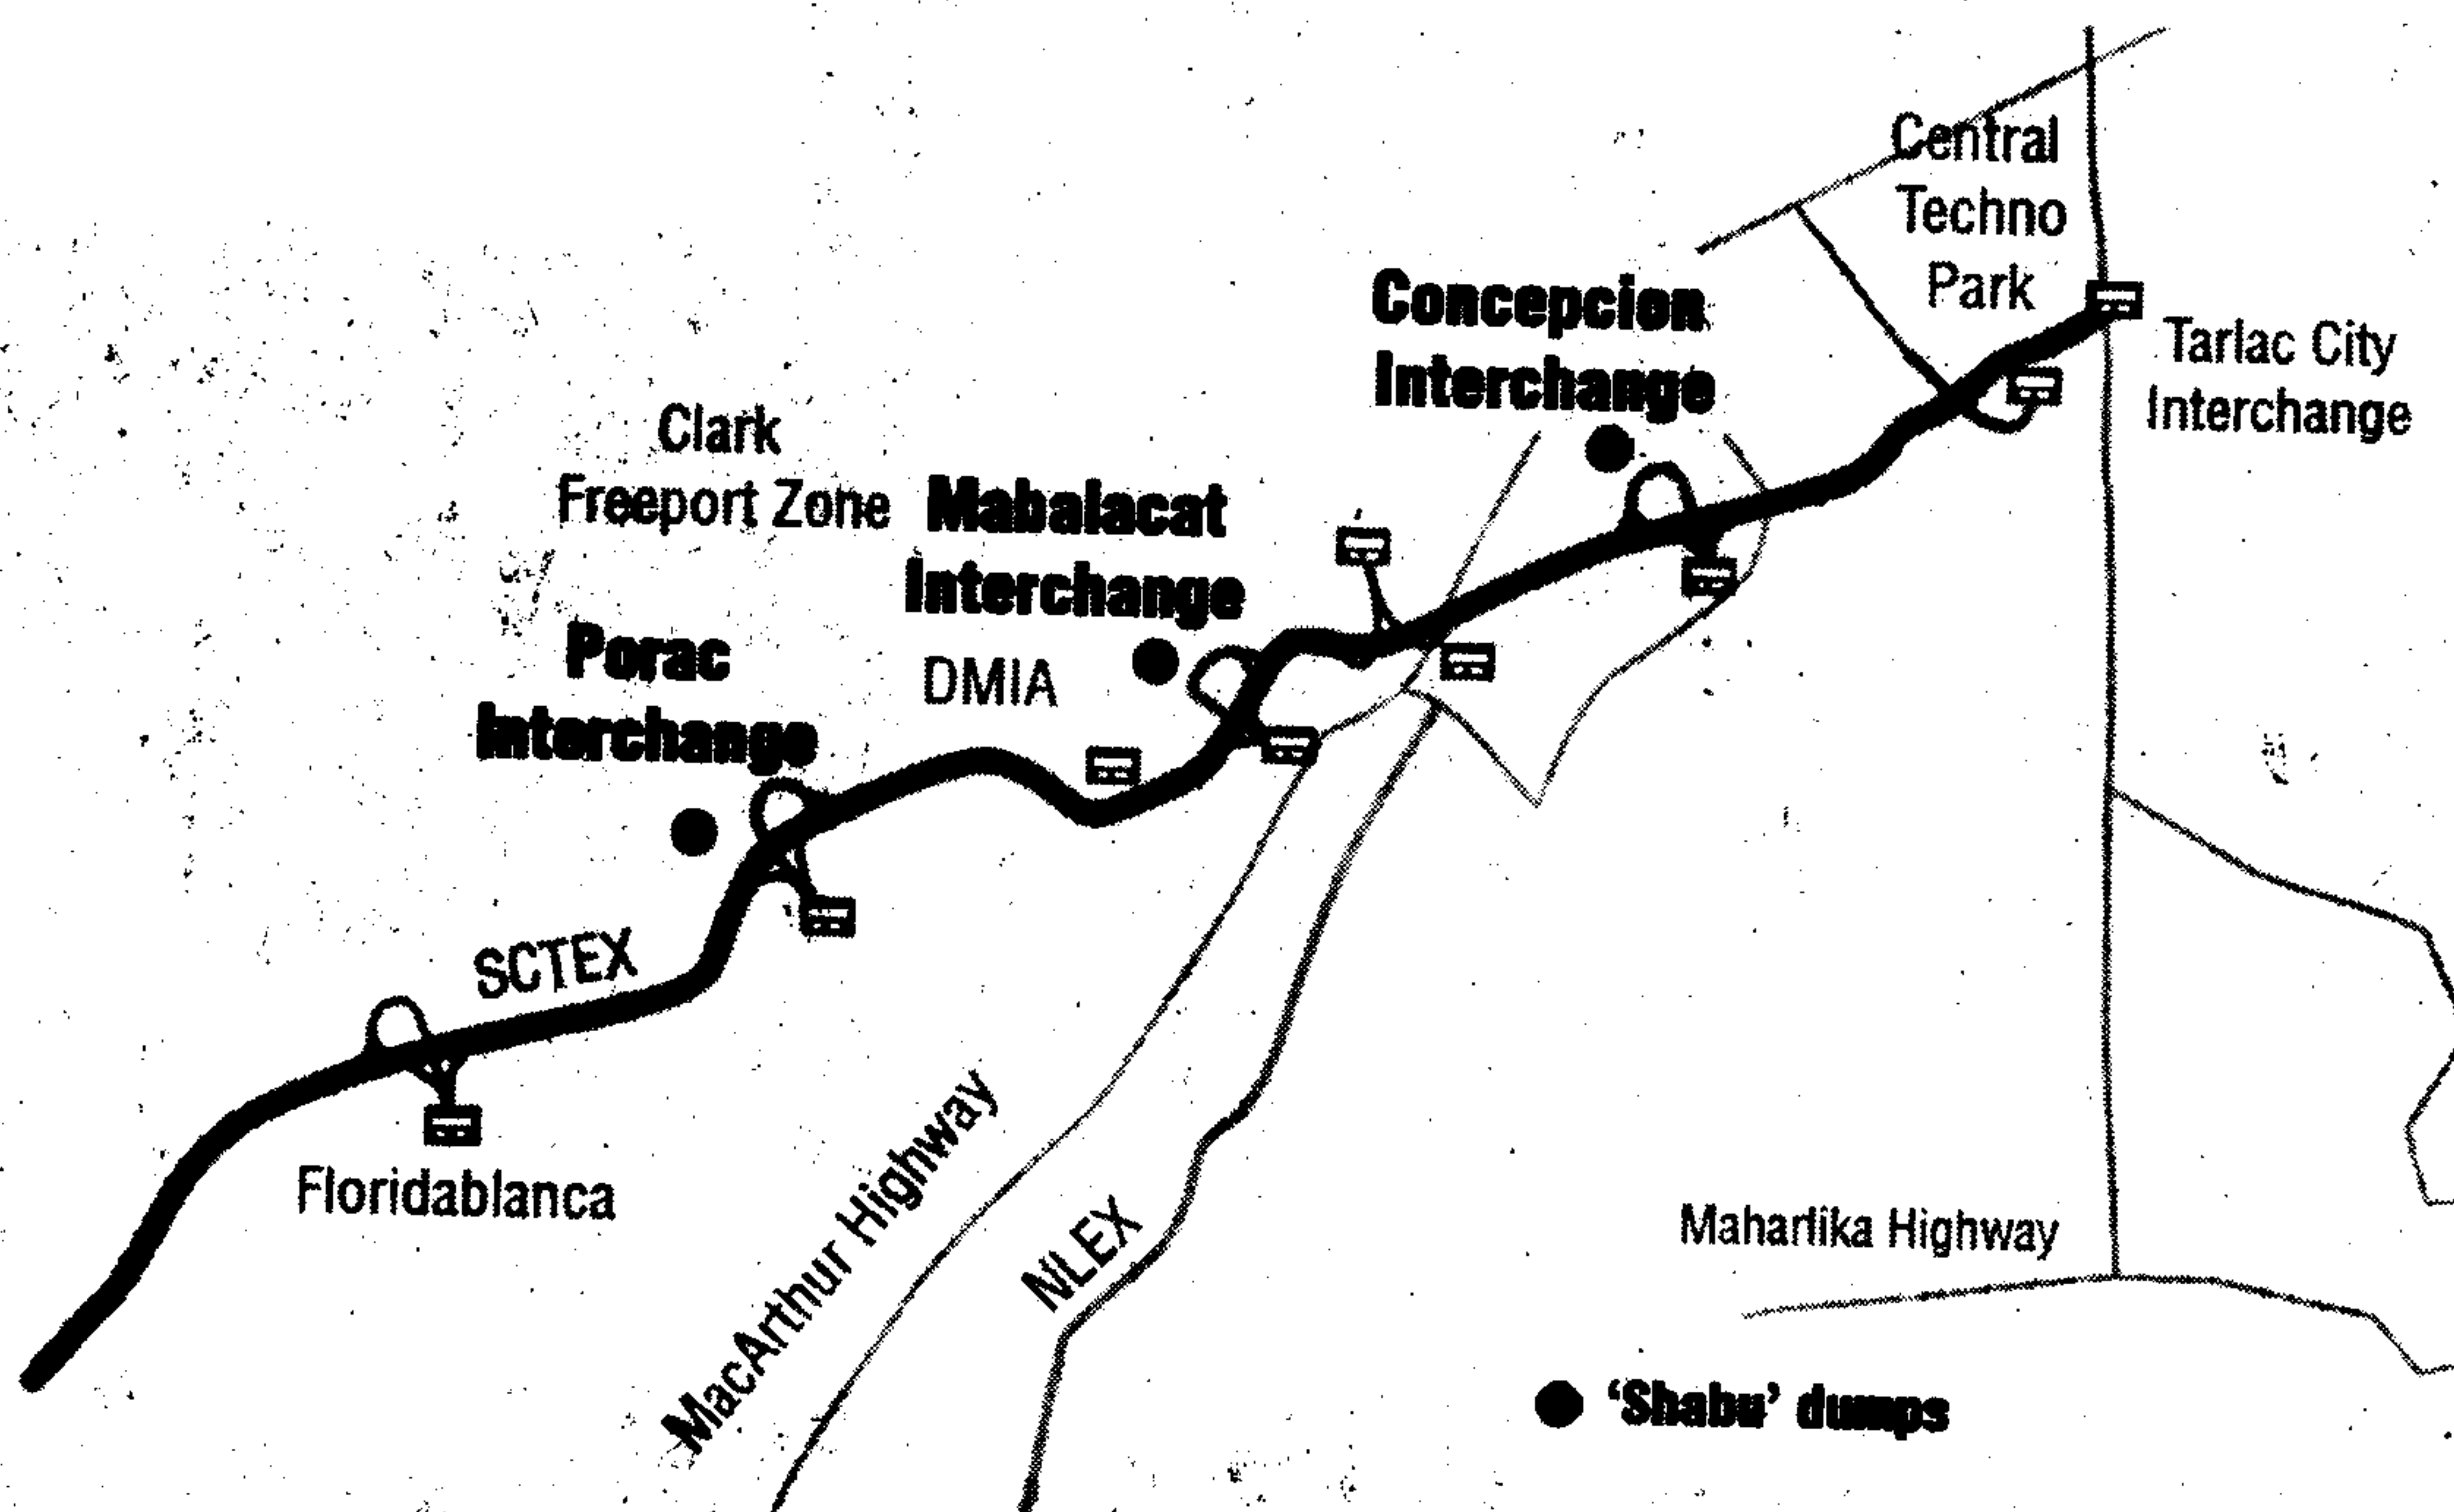 Central
Techno
Park
Concepcion
Interchange
Tarlac City
Interchange
Clark
Freeport Zone
Mabalacat
Interchange
Porac
Interchange
DMIA
SCTEX
Floridablanca
MacArthur Highway
NLEX
Maharlika Highway
‘Shabu’ dumps